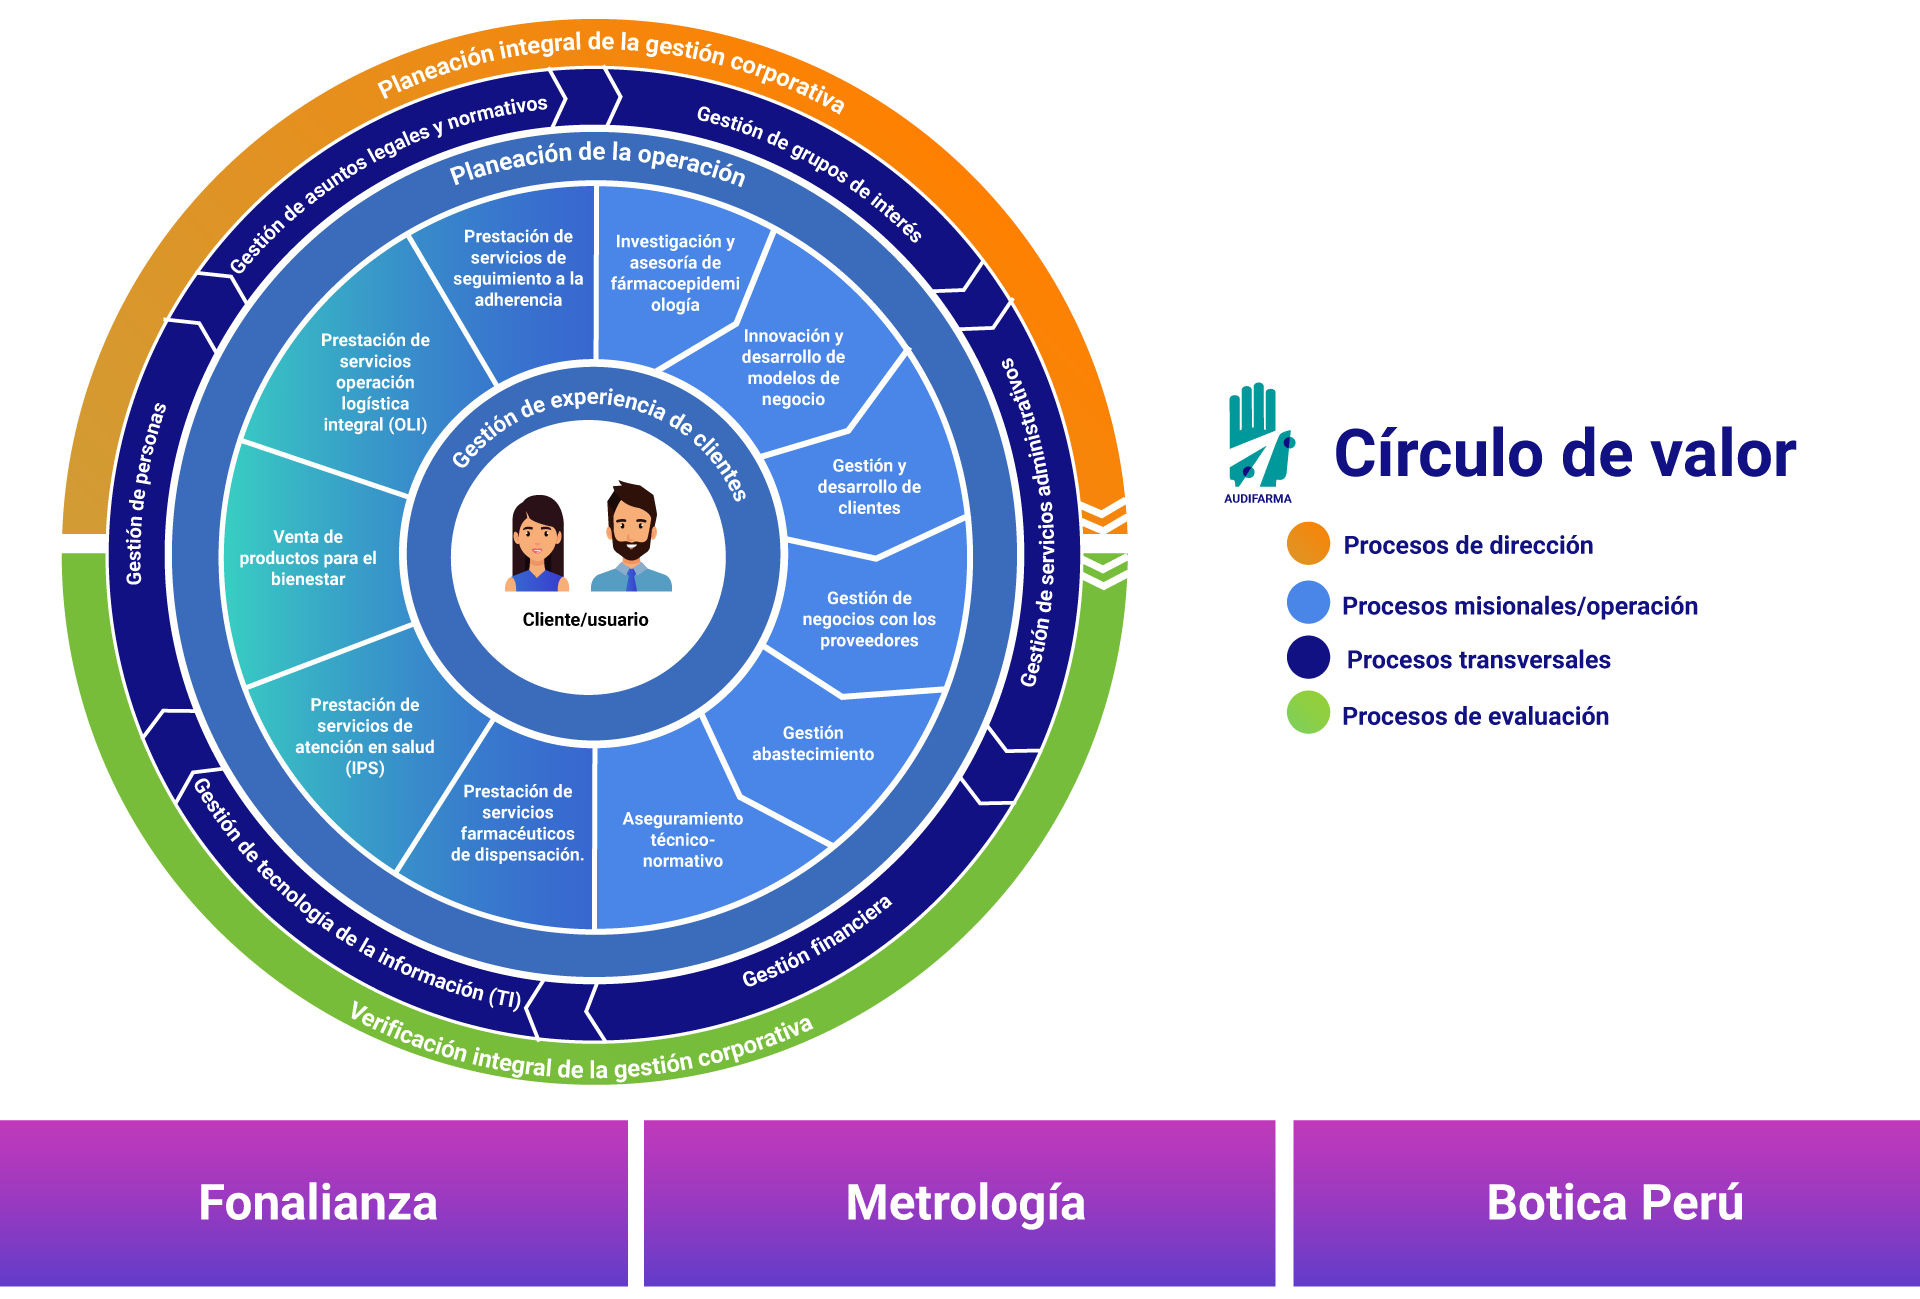 Planeación integral de la gestión corporativa
Gestión de asuntos legales y normativos
Gestión de grupos de interés
Gestión de servicios administrativos
Gestión financiera
Gestión de tecnología de la información (TI)
Gestión de personas
Planeación de la operación
Investigación y
asesoría de
fármacoepidemi
ología
Innovación y
desarrollo de
modelos de
negocio
Gestión y
desarrollo de
clientes
Gestión de
negocios con los
proveedores
Gestión
abastecimiento
Aseguramiento
técnico-
normativo
Prestación de
servicios
farmacéuticos
de dispensación.
Prestación de
servicios de
atención en salud
(IPS)
Venta de
productos para el
bienestar
Prestación de
servicios
operación
logística
integral (OLI)
Prestación de
servicios de
seguimiento a la
adherencia
Gestión de experiencia de clientes
Cliente/usuario
Verificación integral de la gestión corporativa
AUDIFARMA
Círculo de valor
Procesos de dirección
Procesos misionales/operación
Procesos transversales
Procesos de evaluación
Fonalianza
Metrología
Botica Perú